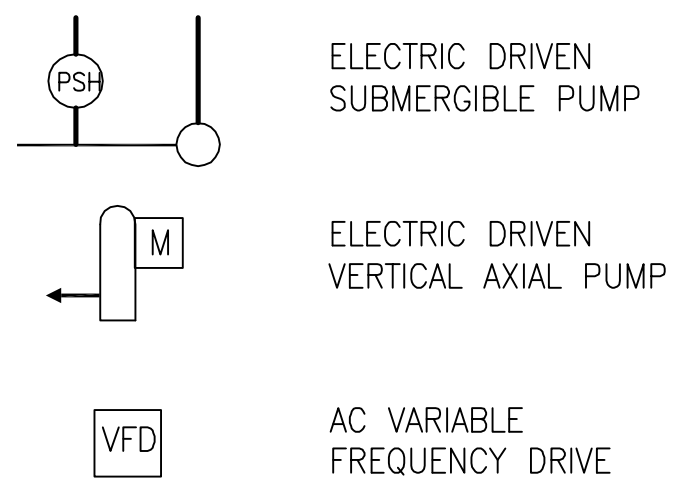 PSH
ELECTRIC DRIVEN
SUBMERGIBLE PUMP
M
ELECTRIC DRIVEN
VERTICAL AXIAL PUMP
VFD
AC VARIABLE
FREQUENCY DRIVE